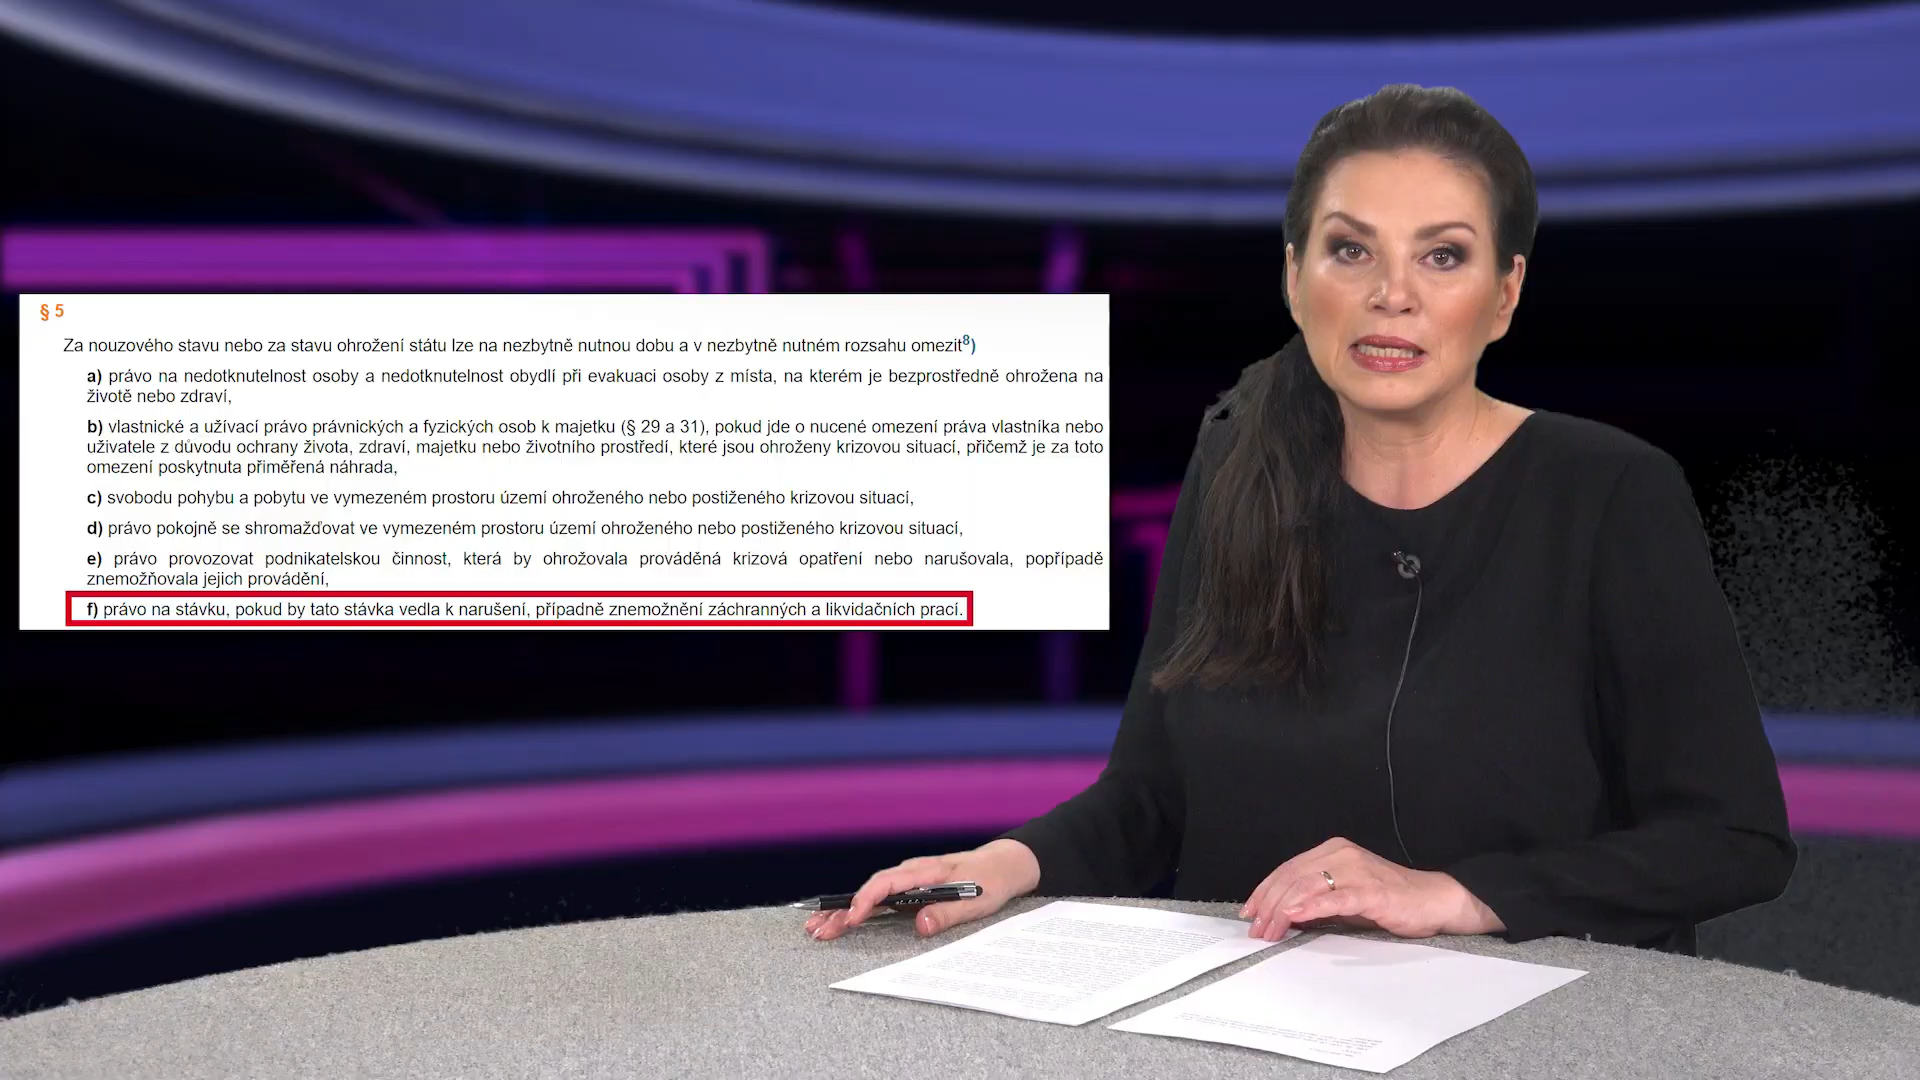 § 5
Za nouzového stavu nebo za stavu ohrožení státu lze na nezbytně nutnou dobu a v nezbytně nutném rozsahu omezit8)
a) právo na nedotknutelnost osoby a nedotknutelnost obydlí při evakuaci osoby z místa, na kterém je bezprostředně ohrožena na
životě nebo zdraví,
b) vlastnické a užívací právo právnických a fyzických osob k majetku (§ 29 a 31), pokud jde o nucené omezení práva vlastníka nebo
uživatele z důvodu ochrany života, zdraví, majetku nebo životního prostředí, které jsou ohroženy krizovou situací, přičemž je za toto
omezení poskytnuta přiměřená náhrada,
c) svobodu pohybu a pobytu ve vymezeném prostoru území ohroženého nebo postiženého krizovou situací,
d) právo pokojně se shromažďovat ve vymezeném prostoru území ohroženého nebo postiženého krizovou situací,
e) právo provozovat podnikatelskou činnost, která by ohrožovala prováděná krizová opatření nebo narušovala, popřípadě
znemožňovala jejich provádění,
f) právo na stávku, pokud by tato stávka vedla k narušení, případně znemožnění záchranných a likvidačních prací.